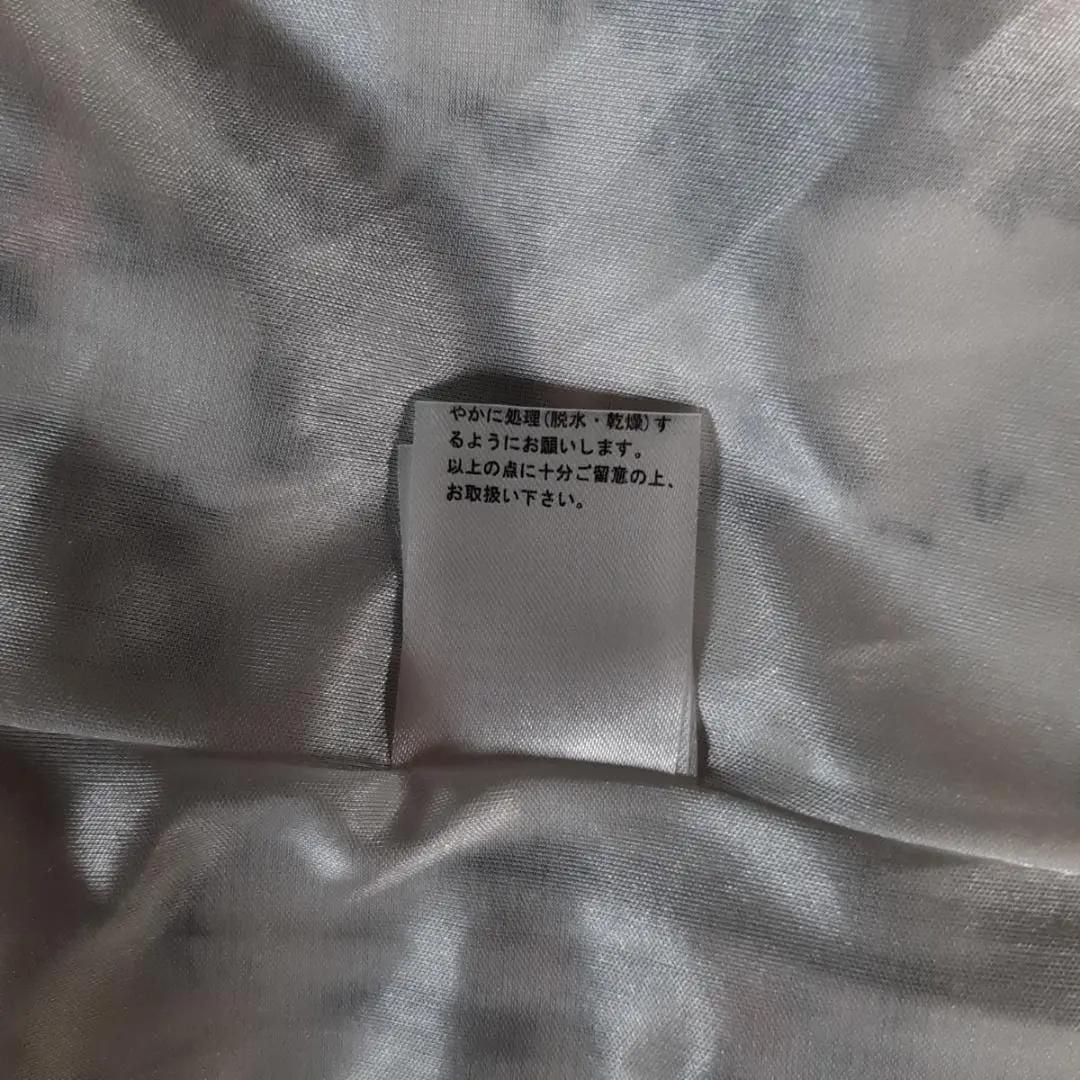 やかに処理(脱水・乾燥)す
るようにお願いします。
以上の点に十分ご留意の上、
お取扱い下さい。